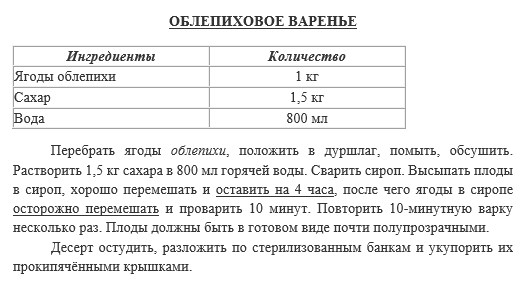 ОБЛЕПИХОВОЕ ВАРЕНЬЕ
Ингредиенты Количество
Ягоды облепихи 1 кг
Сахар 1,5 кг
Вода 800 мл
Перебрать ягоды облепихи, положить в дуршлаг, помыть, обсушить.
Растворить 1,5 кг сахара в 800 мл горячей воды. Сварить сироп. Высыпать плоды
в сироп, хорошо перемешать и оставить на 4 часа, после чего ягоды в сиропе
осторожно перемешать и проварить 10 минут. Повторить 10-минутную варку
несколько раз. Плоды должны быть в готовом виде почти полупрозрачными.
Десерт остудить, разложить по стерилизованным банкам и укупорить их
прокипячёнными крышками.